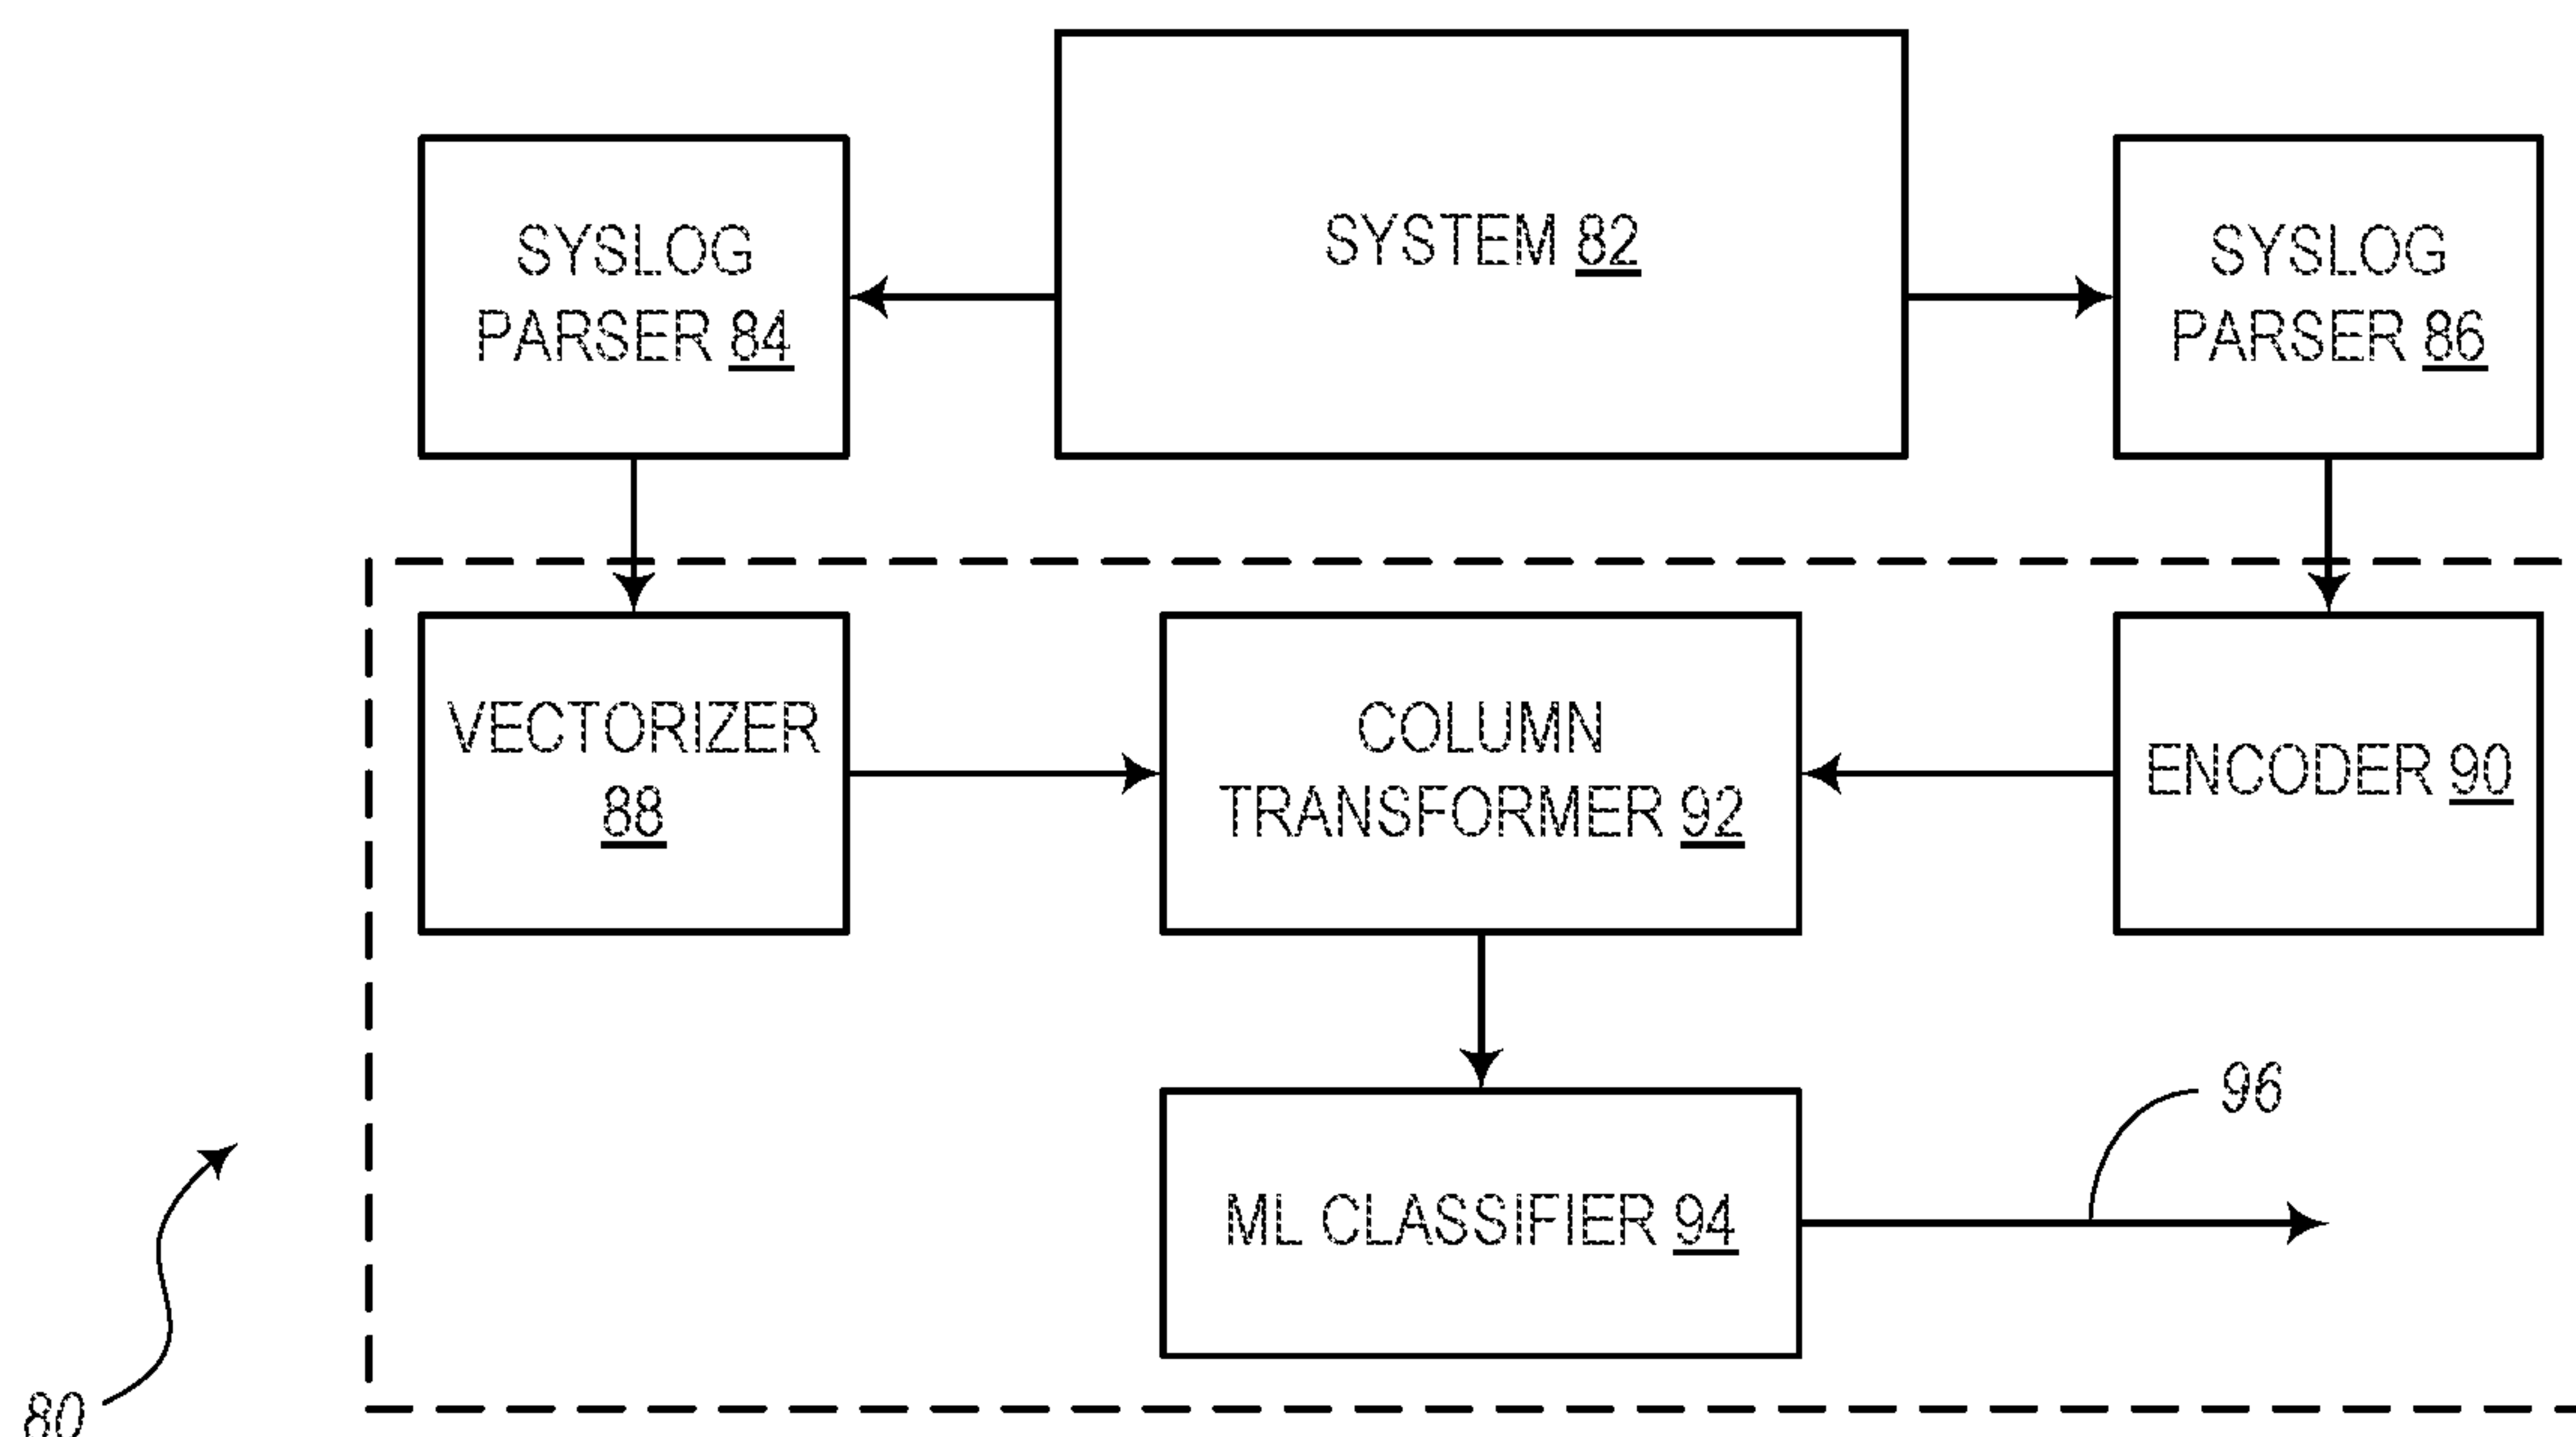 SYSTEM 82
SYSLOG
PARSER 84
SYSLOG
PARSER 86
VECTORIZER
88
COLUMN
TRANSFORMER 92
ENCODER 90
ML CLASSIFIER 94
96
80